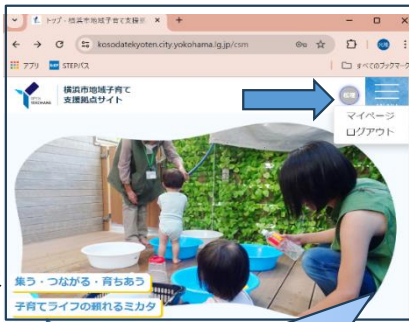 トップ - 横浜市地域子育て支援拠
kosodatekyoten.city.yokohama.lg.jp/csm
アプリ
STEPパス
すべてのブックマーク
横浜市地域子育て
支援拠点サイト
マイページ
ログアウト
集う・つながる・育ちあう
子育てライフの頼れるミカタ